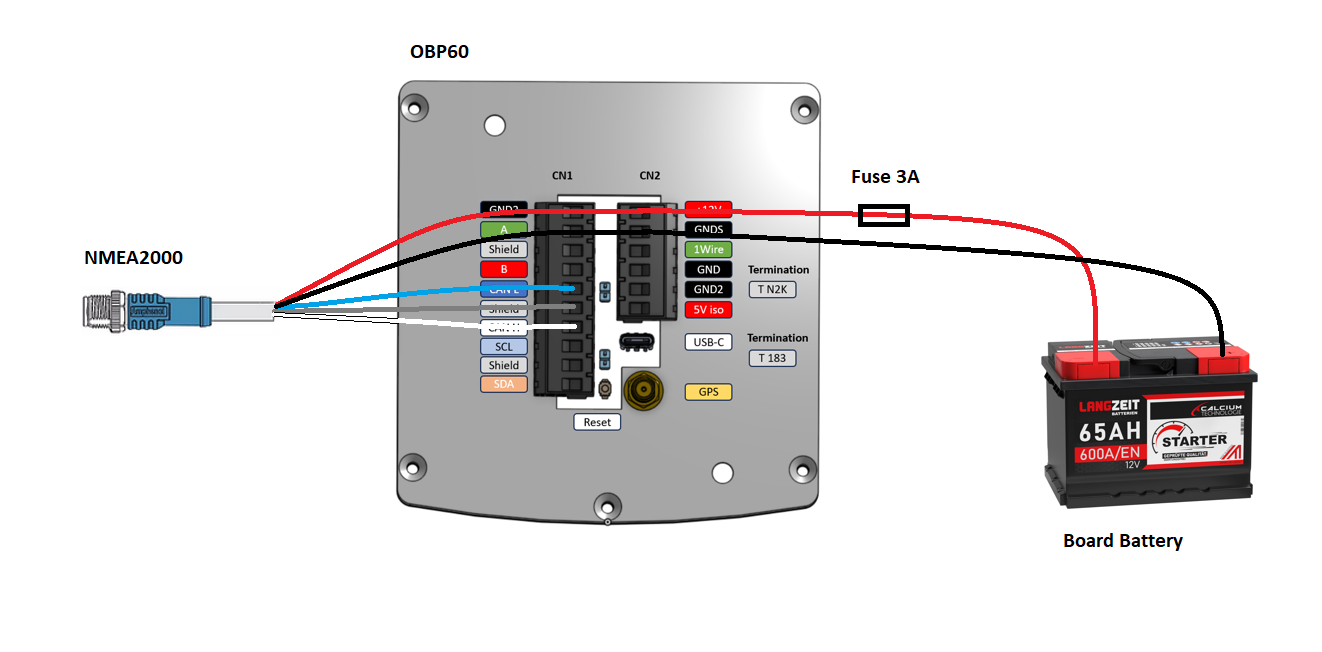 OBP60
CN1
CN2
Fuse 3A
GND2
+12V
A
GNDS
Shield
1Wire
NMEA2000
B
GND
Termination
CAN L
GND2
T N2K
Shield
5V iso
CAN H
SCL
USB-C
Termination
Shield
T 183
SDA
GPS
Reset
Amphenol
LANGZEIT
BATTERIEN
65AH
600A/EN
12V
CALCIUM
TECHNOLOGIE
STARTER
GEPRÜFTE QUALITÄT
Board Battery